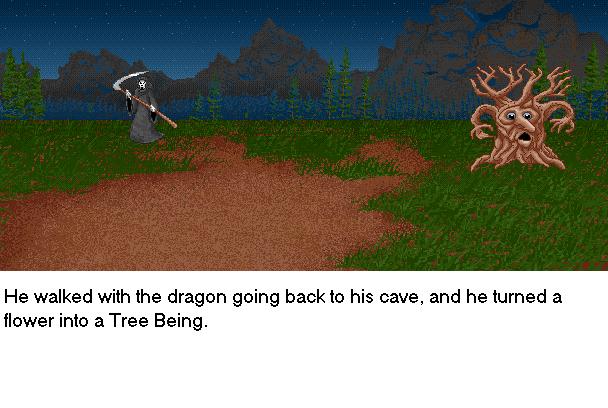 He walked with the dragon going back to his cave, and he turned a
flower into a Tree Being.